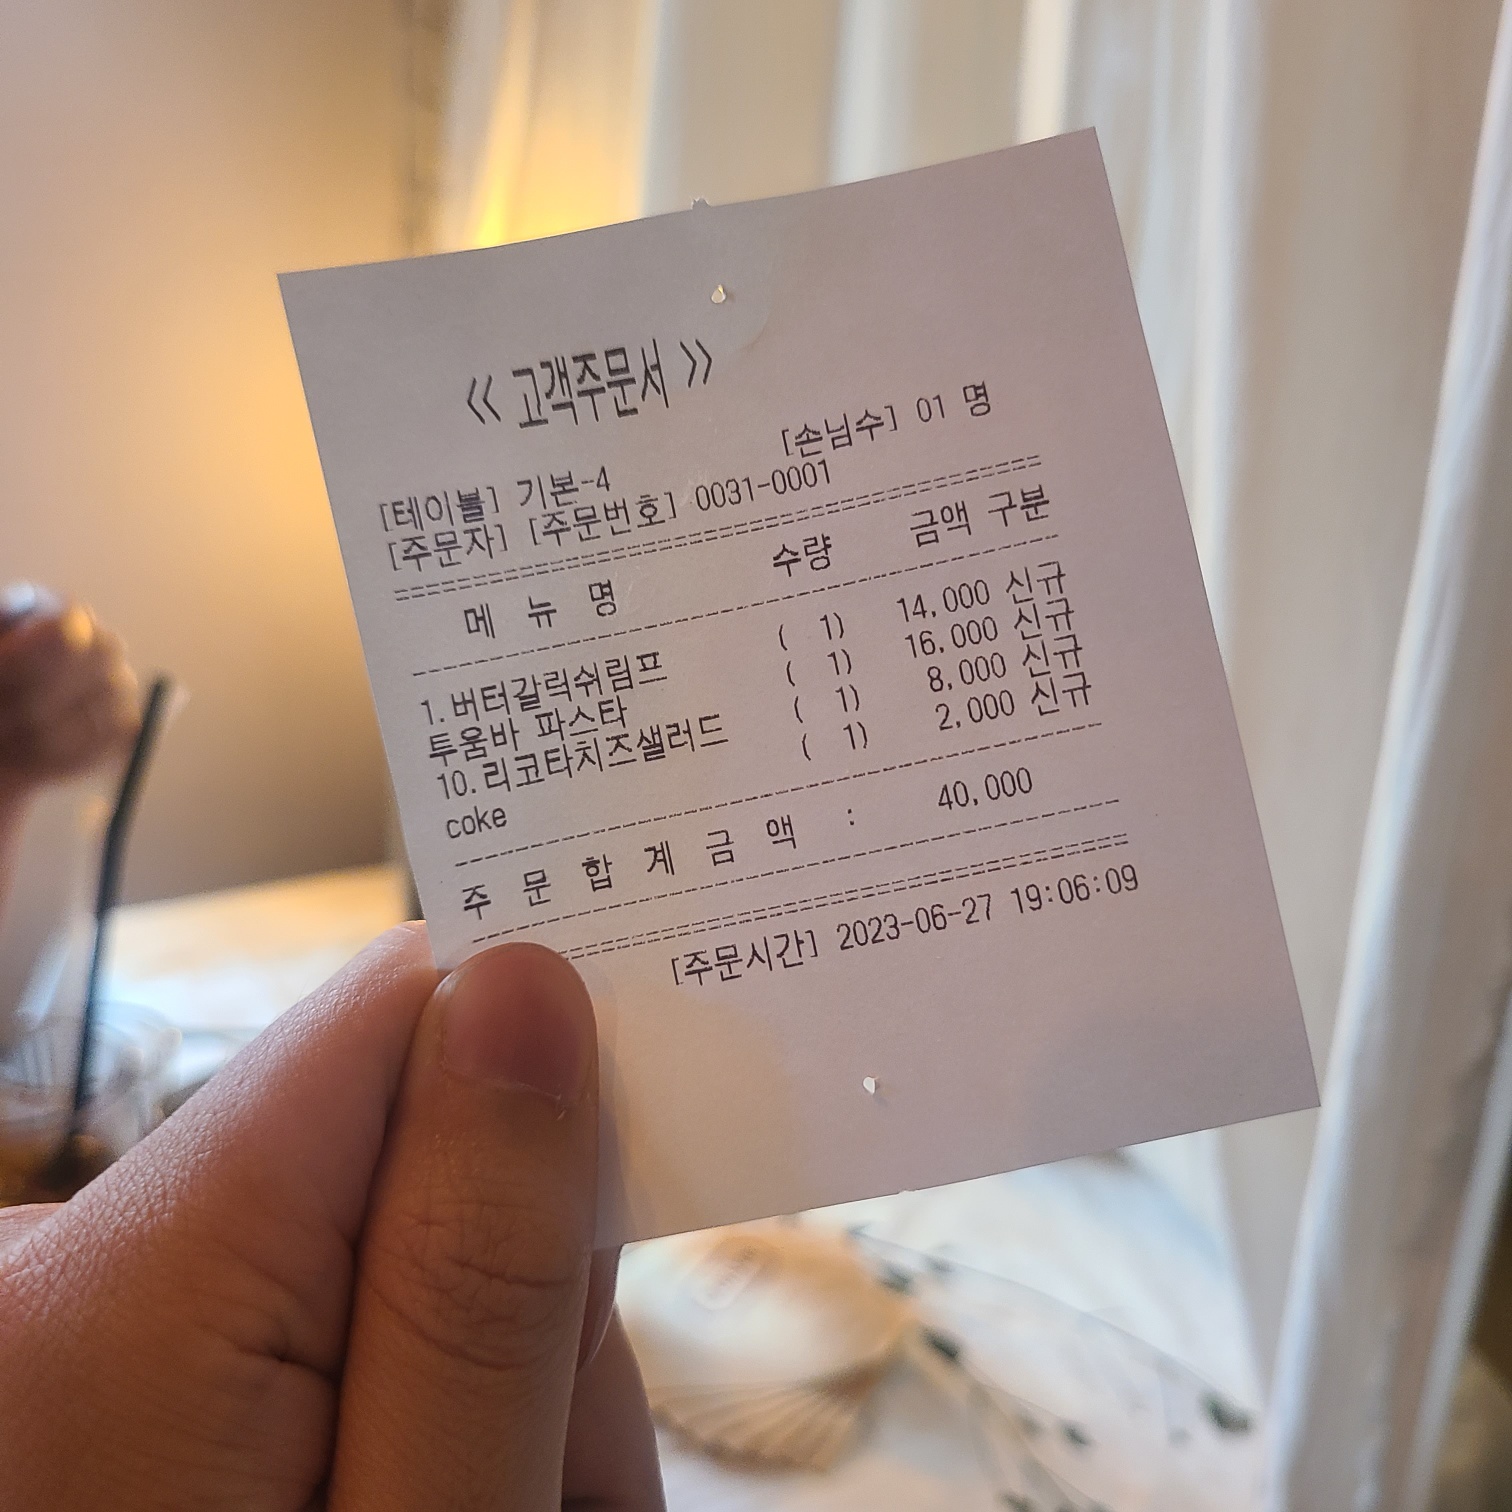 << 고객주문서 >>
[테이블] 기본-4 [손님수] 01 명
[주문자] [주문번호] 0031-0001
메 뉴 명 수량 금액 구분
1.버터갈릭쉬림프 ( 1) 14,000 신규
투움바 파스타 ( 1) 16,000 신규
10.리코타치즈샐러드 ( 1) 8,000 신규
coke ( 1) 2,000 신규
주 문 합 계 금 액 : 40,000
[주문시간] 2023-06-27 19:06:09